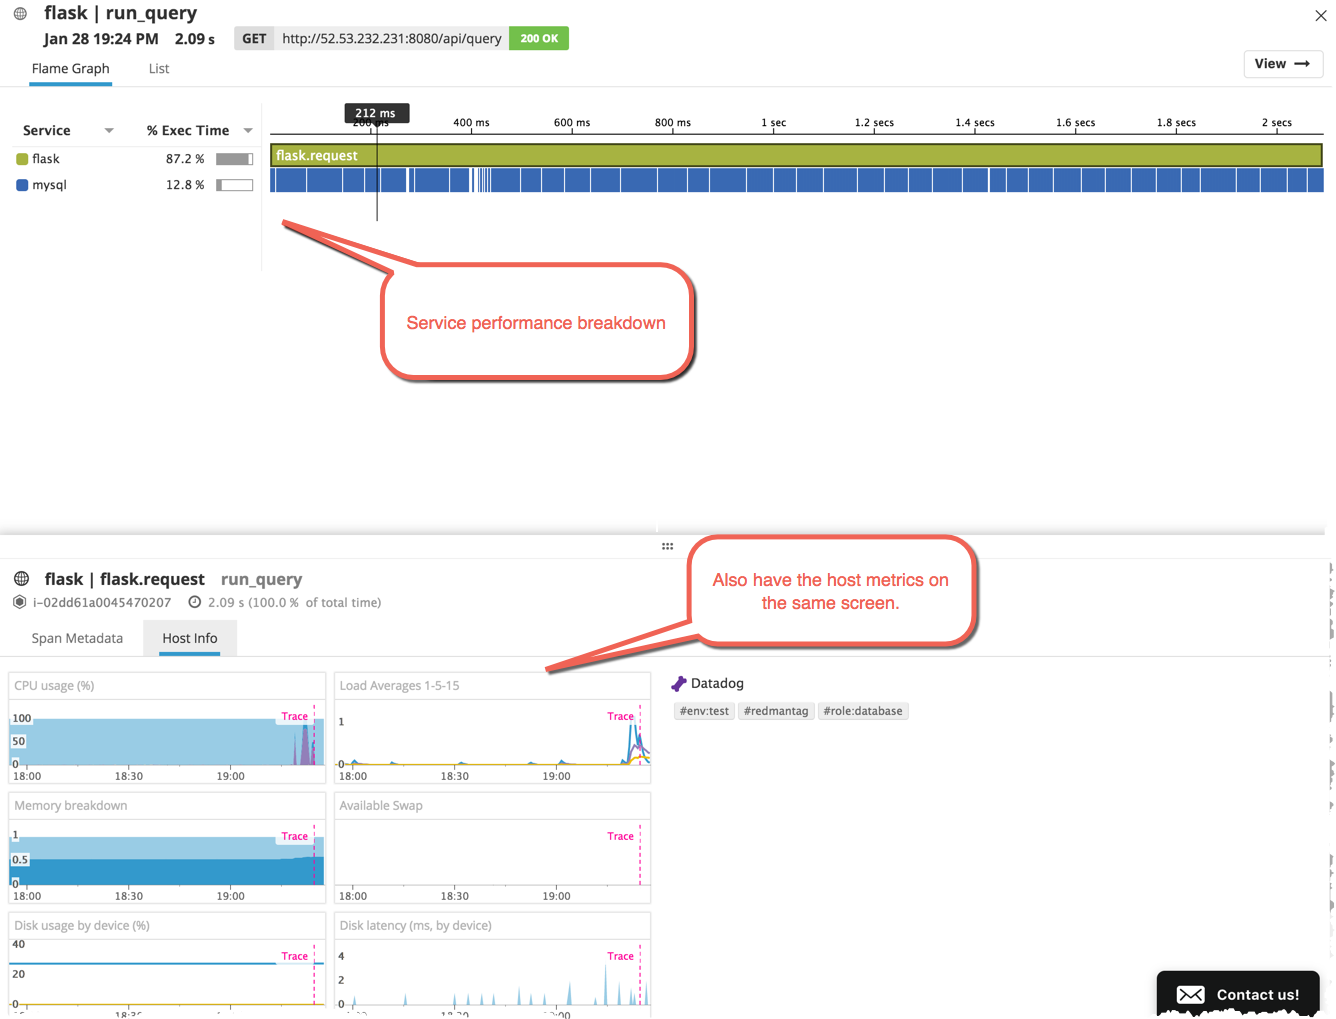 flask | run_query
Jan 28 19:24 PM 2.09 s GET http://52.53.232.231:8080/api/query 200 OK
Flame Graph List
View →
212 ms
Service % Exec Time
200 ms 400 ms 600 ms 800 ms 1 sec 1.2 secs 1.4 secs 1.6 secs 1.8 secs 2 secs
flask 87.2 %
flask.request
mysql 12.8 %
Service performance breakdown
Also have the host metrics on
the same screen.
flask | flask.request run_query
i-02dd61a0045470207 2.09 s (100.0 % of total time)
Span Metadata Host Info
CPU usage (%)
Trace
100
50
0
18:00 18:30 19:00
Load Averages 1-5-15
Trace
1
0
18:00 18:30 19:00
Datadog
#env:test #redmantag #role:database
Memory breakdown
Trace
1
0.5
0
18:00 18:30 19:00
Available Swap
Trace
18:00 18:30 19:00
Disk usage by device (%)
40
Trace
20
0
Disk latency (ms, by device)
4
Trace
2
0
Contact us!